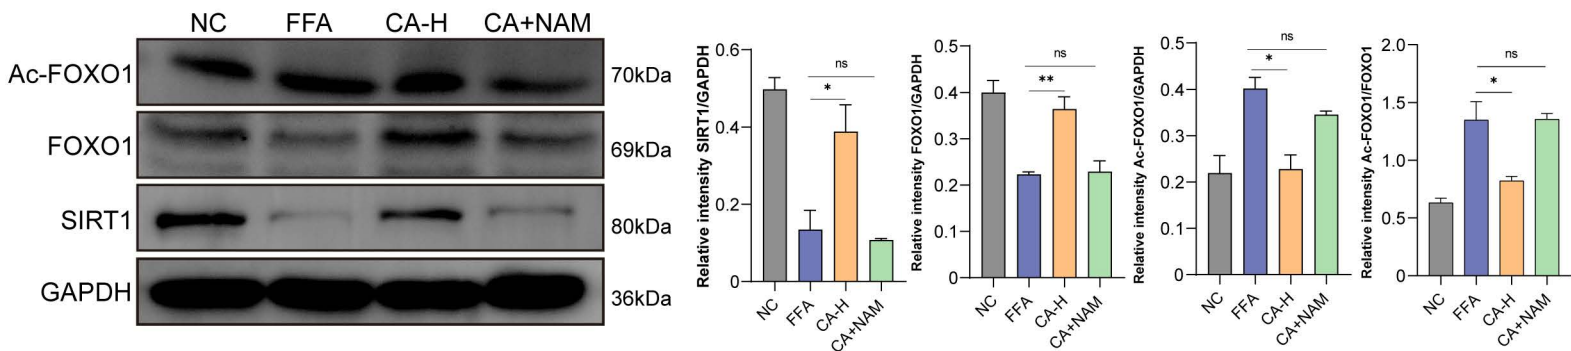 NC FFA CA-H CA+NAM
Ac-FOXO1 70kDa
FOXO1 69kDa
SIRT1 80kDa
GAPDH 36kDa
Relative intensity SIRT1/GAPDH
0.6
0.4
0.2
0
ns
*
NC FFA CA-H CA+NAM
Relative intensity FOXO1/GAPDH
0.5
0.4
0.3
0.2
0.1
0
ns
**
NC FFA CA-H CA+NAM
Relative intensity Ac-FOXO1/GAPDH
0.5
0.4
0.3
0.2
0.1
0
ns
*
NC FFA CA-H CA+NAM
Relative intensity Ac-FOXO1/FOXO1
2.0
1.5
1.0
0.5
0
ns
*
NC FFA CA-H CA+NAM